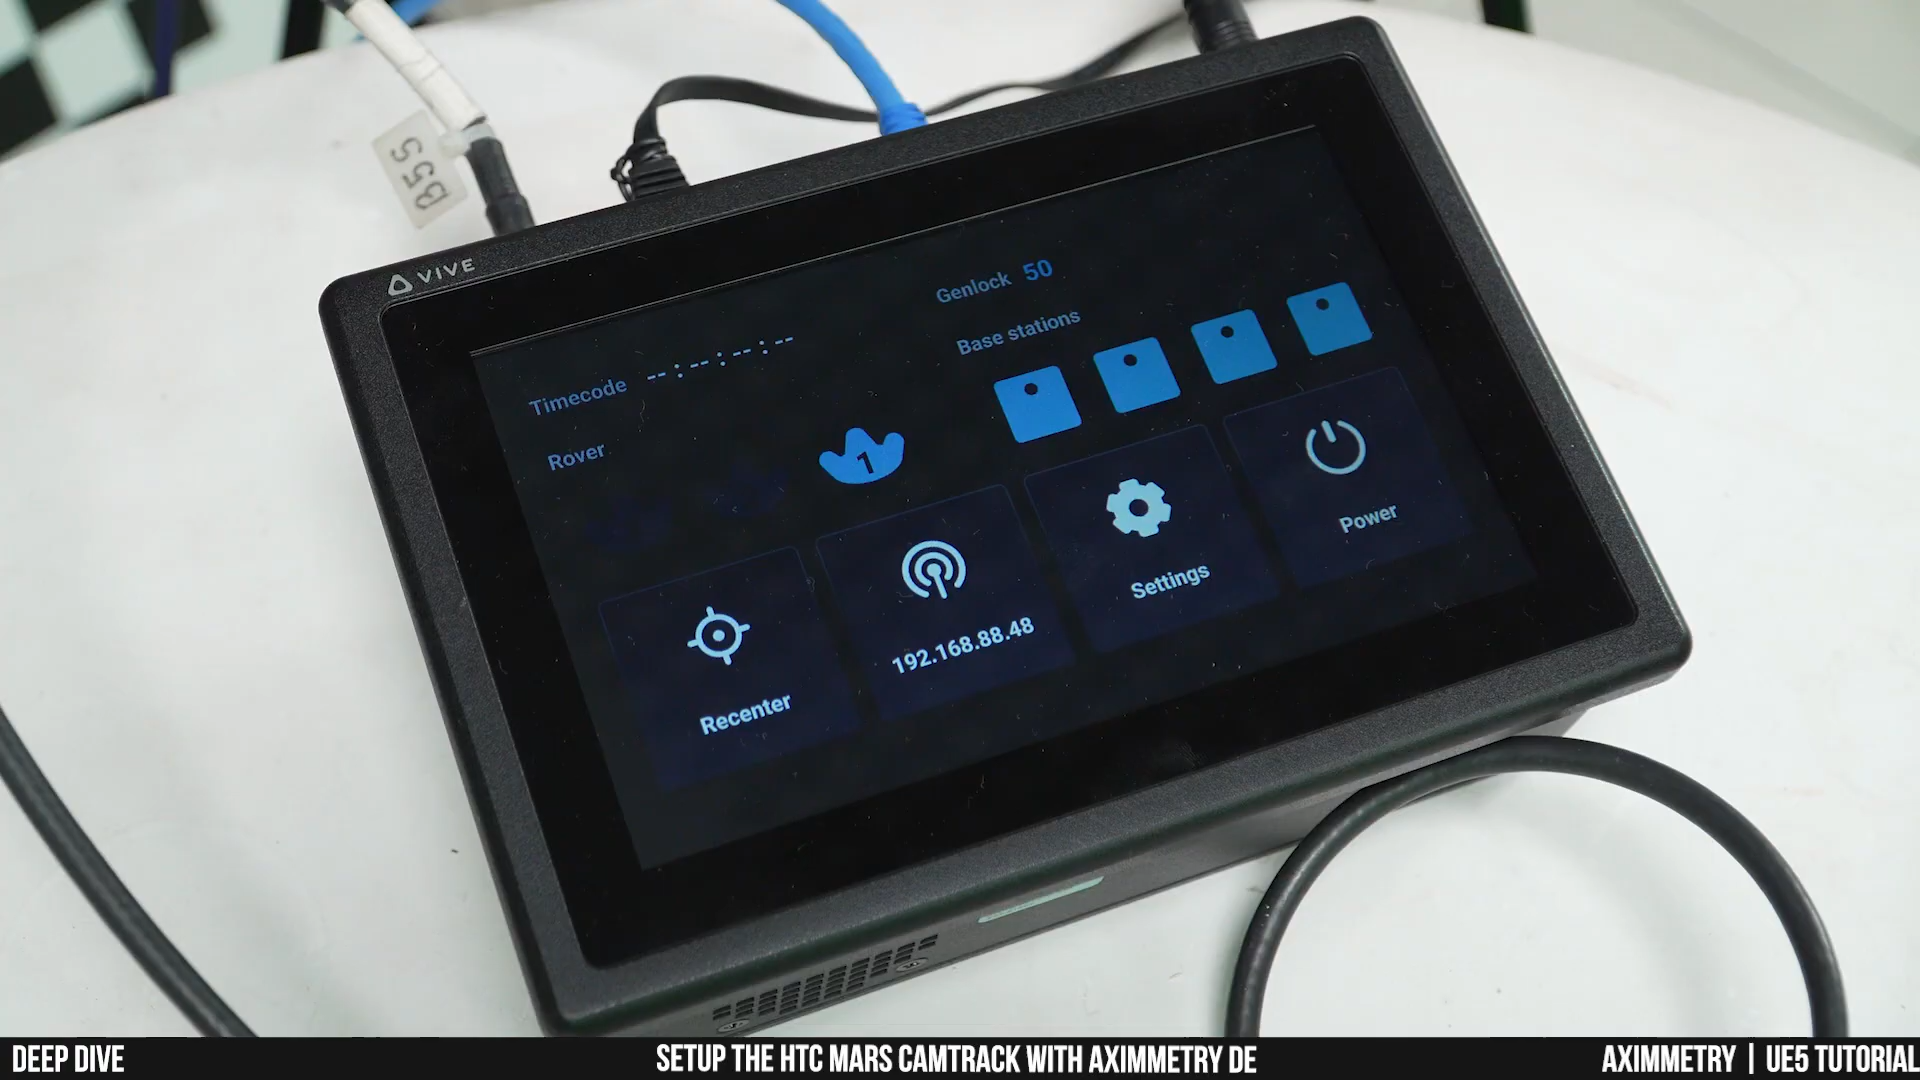 B55
VIVE
Timecode --:--:--:--
Genlock 50
Base stations
Rover
1
Recenter
192.168.88.48
Settings
Power
DEEP DIVE
SETUP THE HTC MARS CAMTRACK WITH AXIMMETRY DE
AXIMMETRY | UE5 TUTORIAL